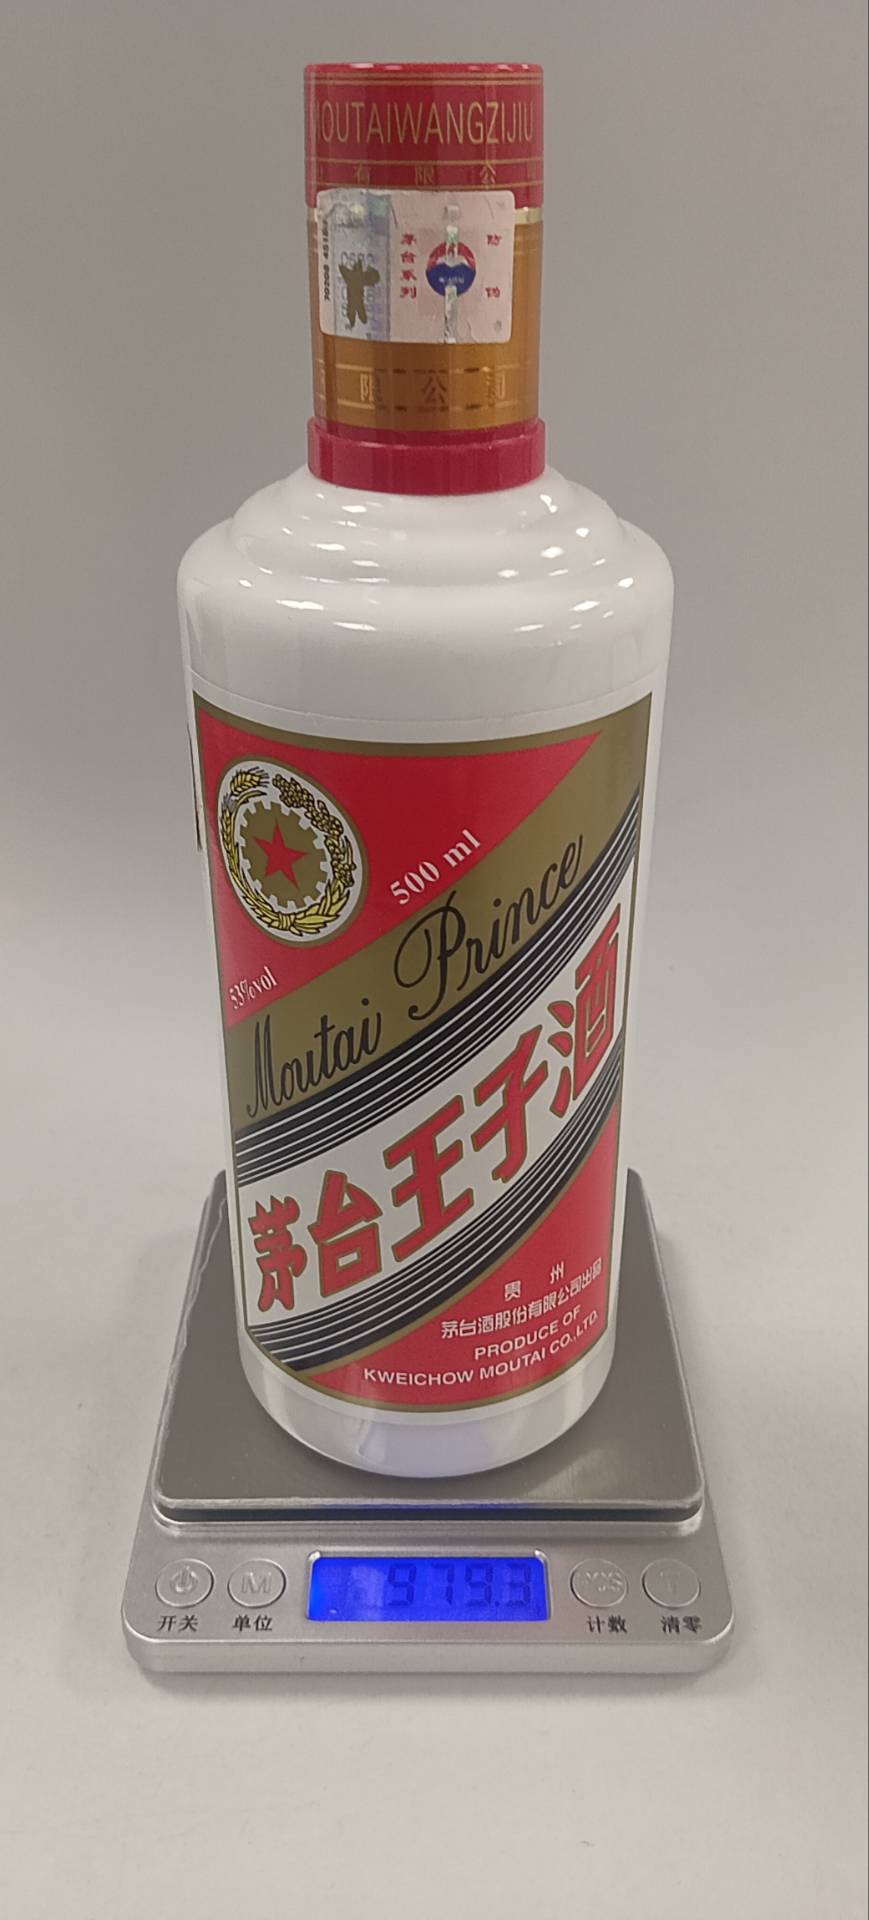 MOUTAIWANGZIJIU
有限公司
防伪
茅台系列
限公司
500 ml
53%vol
Moutai Prince
茅台王子酒
贵州
茅台酒股份有限公司出品
PRODUCE OF
KWEICHOW MOUTAI CO.,LTD.
979.3
M
PCS
T
开关
单位
计数
清零